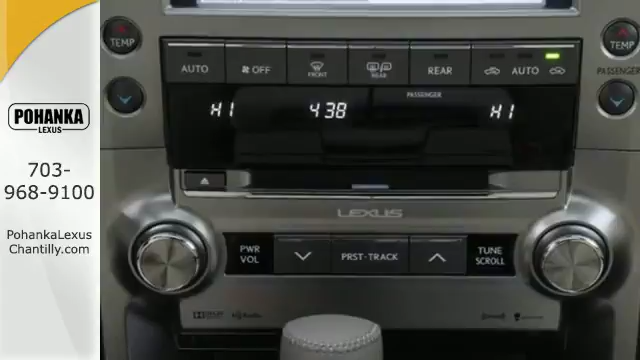 POHANKA
LEXUS
703-
968-9100
PohankaLexus
Chantilly.com
TEMP
AUTO
OFF
FRONT
REAR
REAR
AUTO
TEMP
PASSENGER
PASSENGER
HI
438
HI
LEXUS
PWR
VOL
PRST-TRACK
TUNE
SCROLL